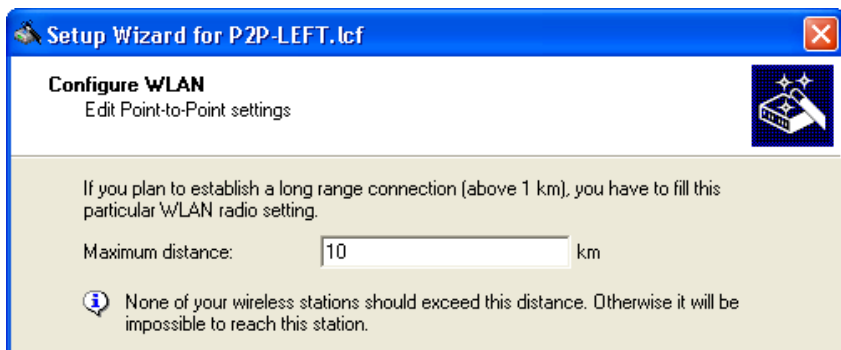 Setup Wizard for P2P-LEFT.lcf
Configure WLAN
Edit Point-to-Point settings
If you plan to establish a long range connection (above 1 km), you have to fill this
particular WLAN radio setting.
Maximum distance: 10 km
None of your wireless stations should exceed this distance. Otherwise it will be
impossible to reach this station.